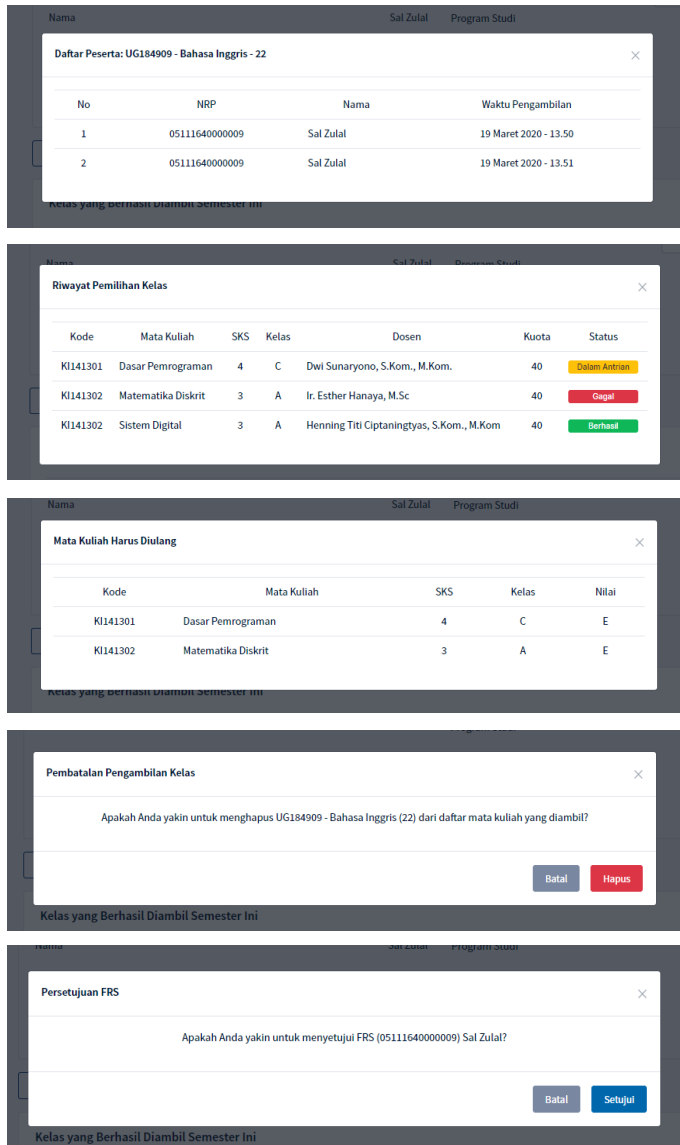 Nama Sal Zulal Program Studi
Daftar Peserta: UG184909 - Bahasa Inggris - 22
No NRP Nama Waktu Pengambilan
1 05111640000009 Sal Zulal 19 Maret 2020 - 13.50
2 05111640000009 Sal Zulal 19 Maret 2020 - 13.51
Kelas yang Berhasil Diambil Semester Ini
Nama Sal Zulal Program Studi
Riwayat Pemilihan Kelas
Kode Mata Kuliah SKS Kelas Dosen Kuota Status
KI141301 Dasar Pemrograman 4 C Dwi Sunaryono, S.Kom., M.Kom. 40 Dalam Antrian
KI141302 Matematika Diskrit 3 A Ir. Esther Hanaya, M.Sc 40 Gagal
KI141302 Sistem Digital 3 A Henning Titi Ciptaningtyas, S.Kom., M.Kom 40 Berhasil
Nama Sal Zulal Program Studi
Mata Kuliah Harus Diulang
Kode Mata Kuliah SKS Kelas Nilai
KI141301 Dasar Pemrograman 4 C E
KI141302 Matematika Diskrit 3 A E
Kelas yang Berhasil Diambil Semester Ini
Program Studi
Pembatalan Pengambilan Kelas
Apakah Anda yakin untuk menghapus UG184909 - Bahasa Inggris (22) dari daftar mata kuliah yang diambil?
Batal Hapus
Kelas yang Berhasil Diambil Semester Ini
Nama Sal Zulal Program Studi
Persetujuan FRS
Apakah Anda yakin untuk menyetujui FRS (05111640000009) Sal Zulal?
Batal Setujui
Kelas yang Berhasil Diambil Semester Ini